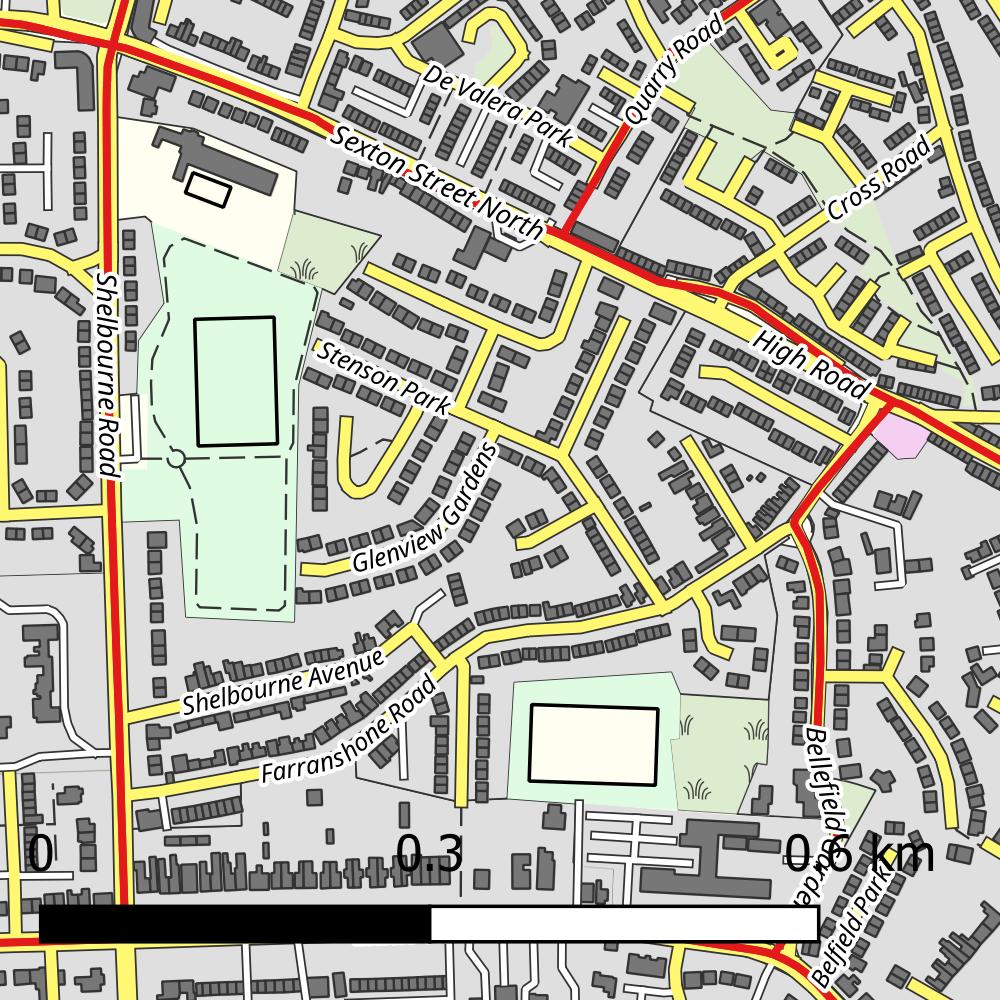 Quarry Road
De Valera Park
Sexton Street North
Cross Road
Shelbourne Road
High Road
Stenson Park
Glenview Gardens
Shelbourne Avenue
Farranshone Road
Bellefield
0 0.3 0.6 km
Belfield Park